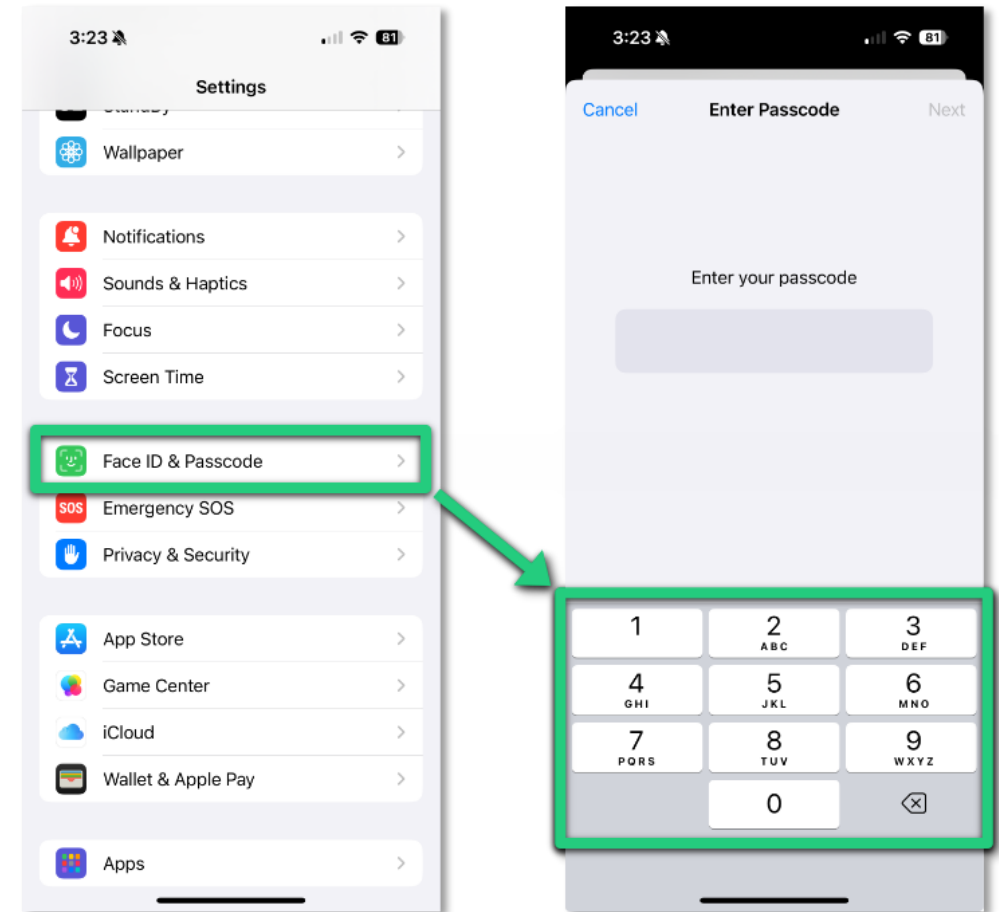 3:23
81
Settings
Wallpaper
Notifications
Sounds & Haptics
Focus
Screen Time
Face ID & Passcode
SOS
Emergency SOS
Privacy & Security
App Store
Game Center
iCloud
Wallet & Apple Pay
Apps
3:23
81
Cancel
Enter Passcode
Next
Enter your passcode
1
2
ABC
3
DEF
4
GHI
5
JKL
6
MNO
7
PQRS
8
TUV
9
WXYZ
0